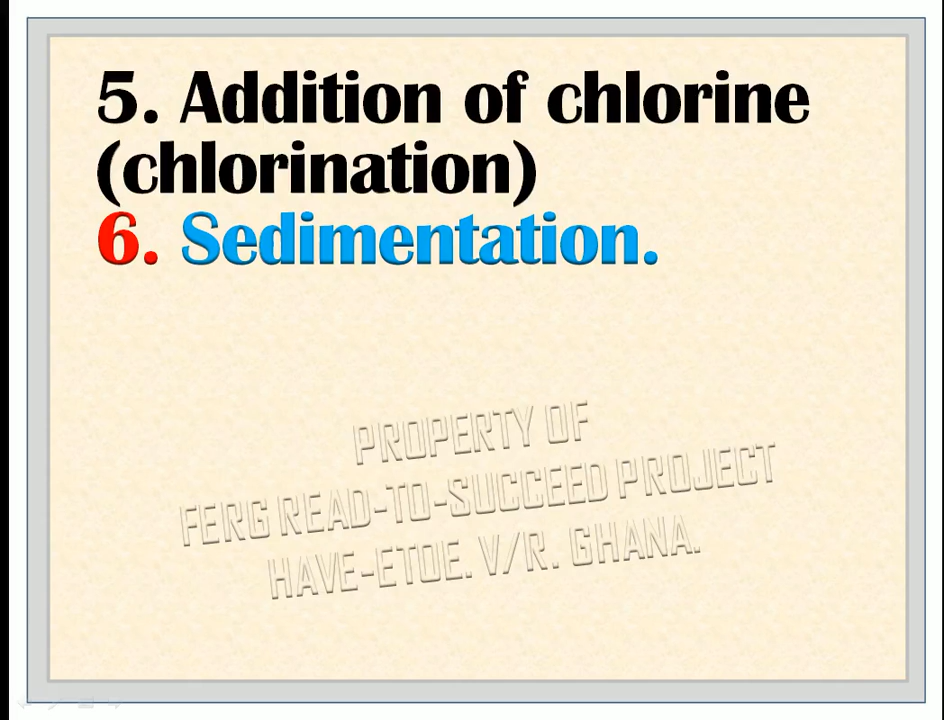 5. Addition of chlorine
(chlorination)
6. Sedimentation.
PROPERTY OF
FERG READ-TO-SUCCEED PROJECT
HAVE-ETOE. V/R. GHANA.